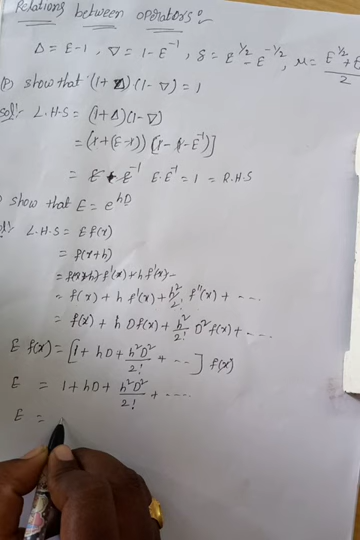 Relations between operators:
Δ = E-1, ∇ = 1-E^-1, δ = E^1/2 - E^-1/2, μ = E^1/2 +
2
(P) show that (1+Δ)(1-∇) = 1
sol: L.H.S = (1+Δ)(1-∇)
= (1+(E-1)) [1-1-E^-1)]
= E E^-1 E.E^-1 = 1 = R.H.S
) show that E = e^hD
L.H.S = E f(x)
= f(x+h)
= f'(x) + h f'(x) -
= f(x) + h f'(x) + h²/2! f''(x) + ....
= f(x) + h Df(x) + h²/2! D²f(x) + ....
E f(x) = [1 + hD + h²D²/2! + ---] f(x)
E = 1 + hD + h²D²/2! + ....
E =